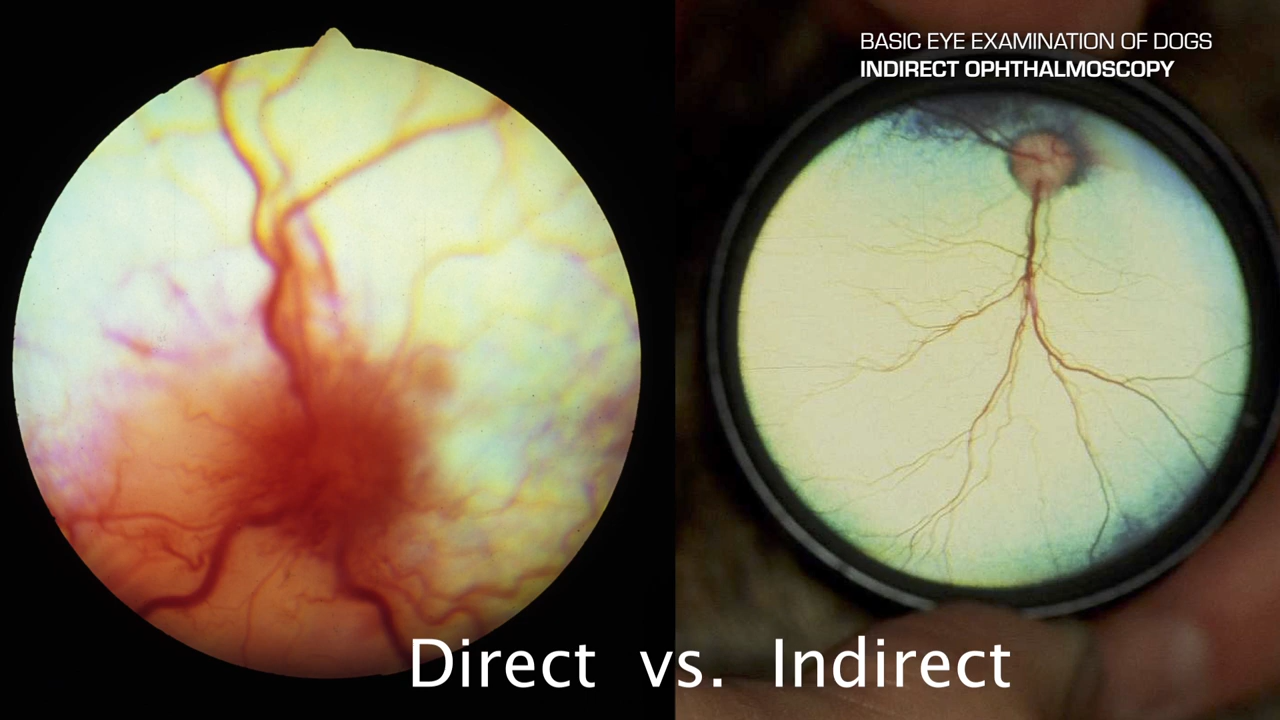 BASIC EYE EXAMINATION OF DOGS
INDIRECT OPHTHALMOSCOPY
Direct vs. Indirect